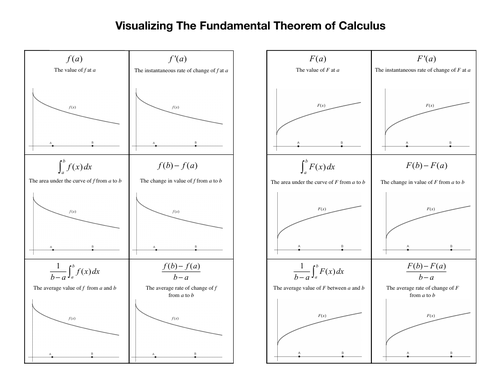 Visualizing The Fundamental Theorem of Calculus
f(a)
The value of f at a
f(x)
a b
f'(a)
The instantaneous rate of change of f at a
f(x)
a b
F(a)
The value of F at a
F(x)
a b
F'(a)
The instantaneous rate of change of F at a
F(x)
a b
∫_a^b f(x)dx
The area under the curve of f from a to b
f(x)
a b
f(b)− f(a)
The change in value of f from a to b
f(x)
a b
∫_a^b F(x)dx
The area under the curve of F from a to b
F(x)
a b
F(b)− F(a)
The change in value of F from a to b
F(x)
a b
1/(b−a) ∫_a^b f(x)dx
The average value of f from a and b
f(x)
a b
(f(b)− f(a))/(b−a)
The average rate of change of f
from a to b
f(x)
a b
1/(b−a) ∫_a^b F(x)dx
The average value of F between a and b
F(x)
a b
(F(b)− F(a))/(b−a)
The average rate of change of F
from a to b
F(x)
a b